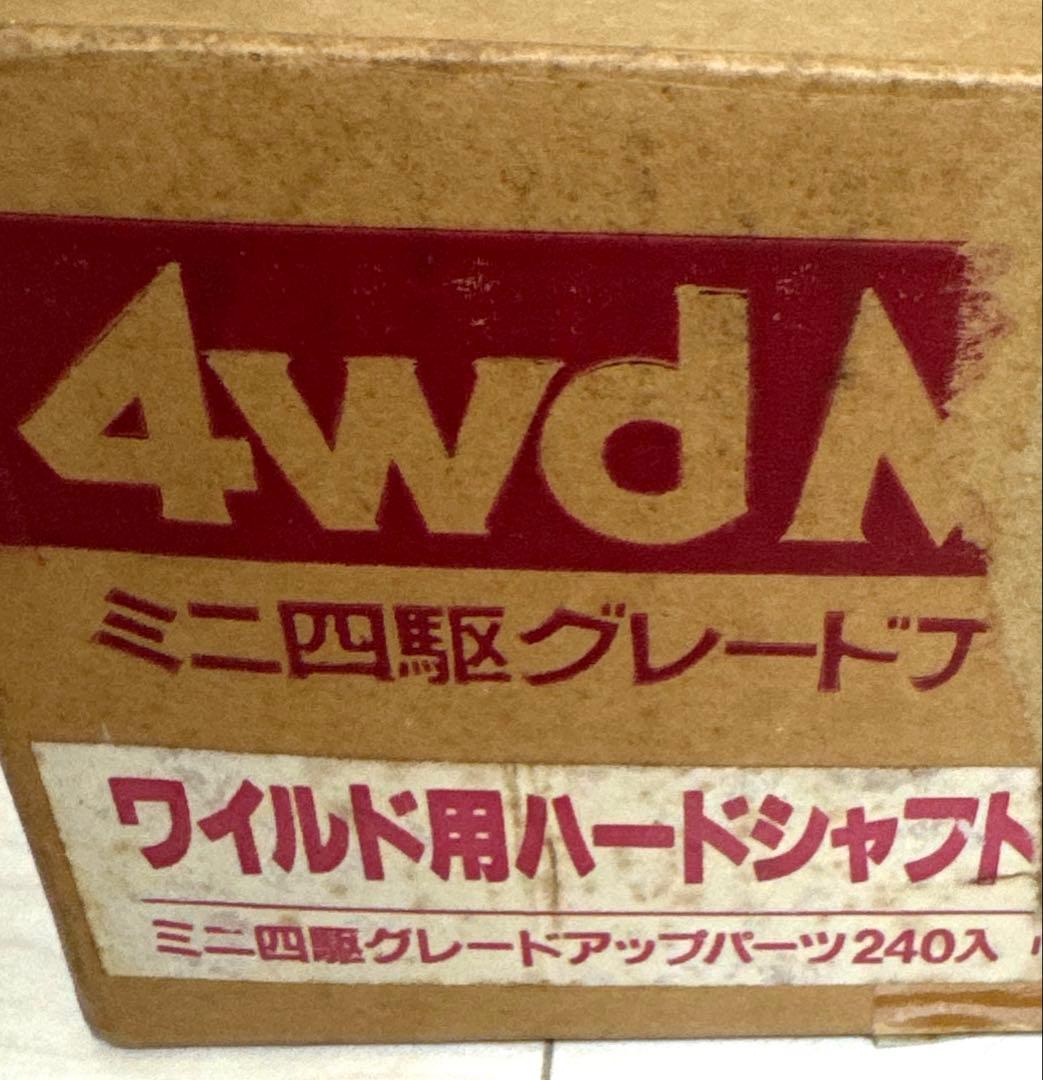 4wd
ミニ四駆グレード
ワイルド用ハードシャフト
ミニ四駆グレードアップパーツ240入